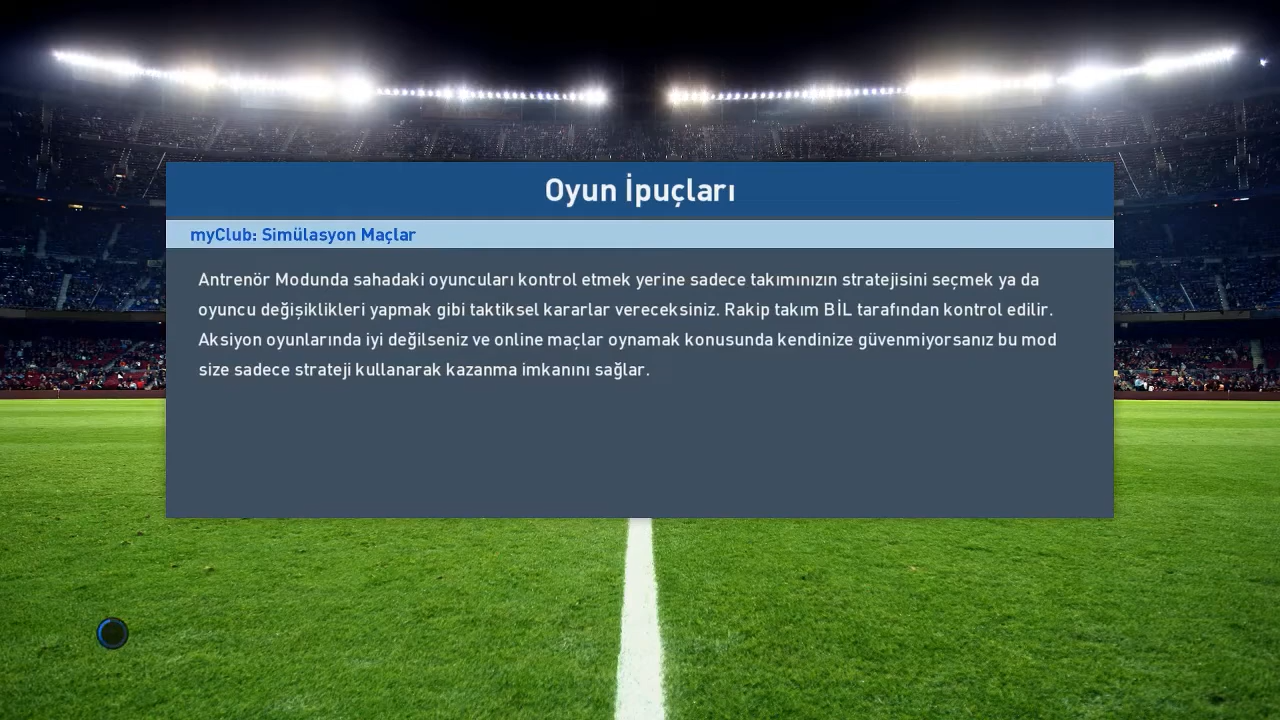 Oyun İpuçları
myClub: Simülasyon Maçlar
Antrenör Modunda sahadaki oyuncuları kontrol etmek yerine sadece takımınızın stratejisini seçmek ya da
oyuncu değişiklikleri yapmak gibi taktiksel kararlar vereceksiniz. Rakip takım BİL tarafından kontrol edilir.
Aksiyon oyunlarında iyi değilseniz ve online maçlar oynamak konusunda kendinize güvenmiyorsanız bu mod
size sadece strateji kullanarak kazanma imkanını sağlar.